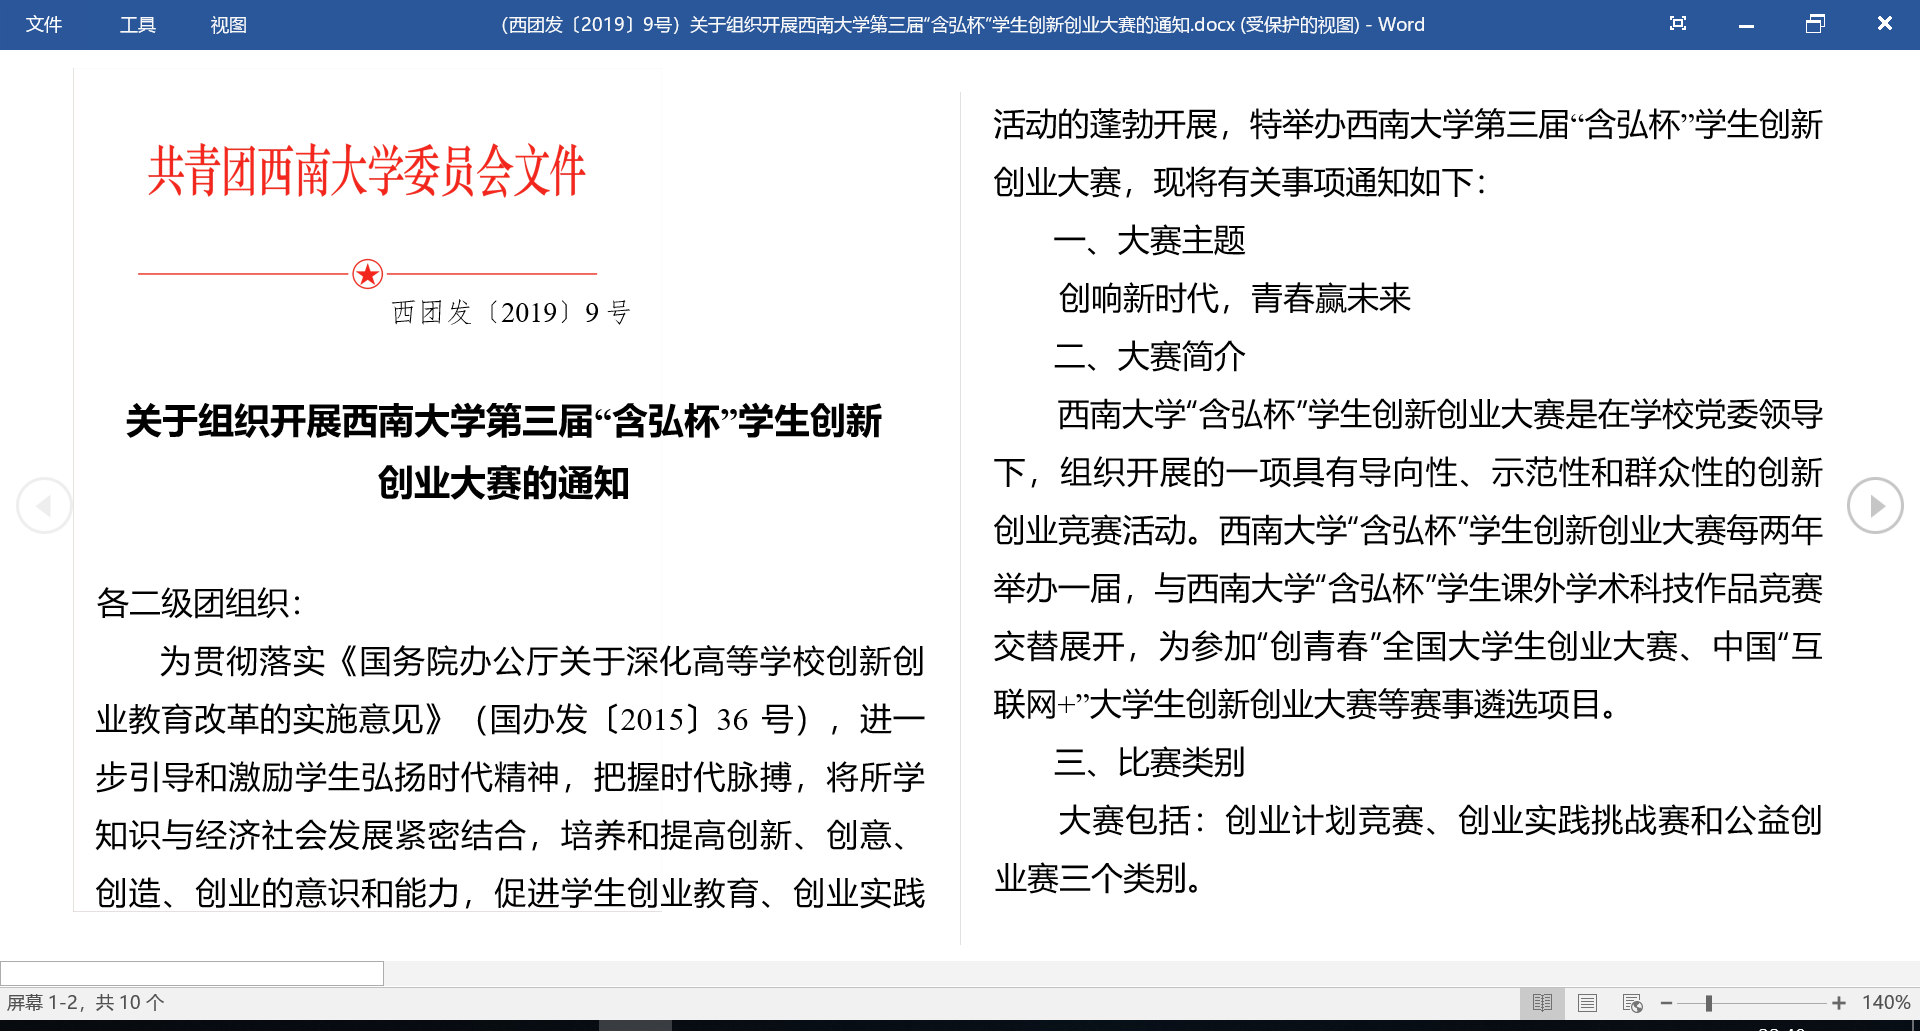 文件 工具 视图 （西团发〔2019〕9号）关于组织开展西南大学第三届“含弘杯”学生创新创业大赛的通知.docx (受保护的视图) - Word
共青团西南大学委员会文件
西团发〔2019〕9 号
关于组织开展西南大学第三届“含弘杯”学生创新
创业大赛的通知
各二级团组织：
为贯彻落实《国务院办公厅关于深化高等学校创新创
业教育改革的实施意见》（国办发〔2015〕36 号），进一
步引导和激励学生弘扬时代精神，把握时代脉搏，将所学
知识与经济社会发展紧密结合，培养和提高创新、创意、
创造、创业的意识和能力，促进学生创业教育、创业实践
活动的蓬勃开展，特举办西南大学第三届“含弘杯”学生创新
创业大赛，现将有关事项通知如下：
一、大赛主题
创响新时代，青春赢未来
二、大赛简介
西南大学“含弘杯”学生创新创业大赛是在学校党委领导
下，组织开展的一项具有导向性、示范性和群众性的创新
创业竞赛活动。西南大学“含弘杯”学生创新创业大赛每两年
举办一届，与西南大学“含弘杯”学生课外学术科技作品竞赛
交替展开，为参加“创青春”全国大学生创业大赛、中国“互
联网+”大学生创新创业大赛等赛事遴选项目。
三、比赛类别
大赛包括：创业计划竞赛、创业实践挑战赛和公益创
业赛三个类别。
屏幕 1-2，共 10 个 140%